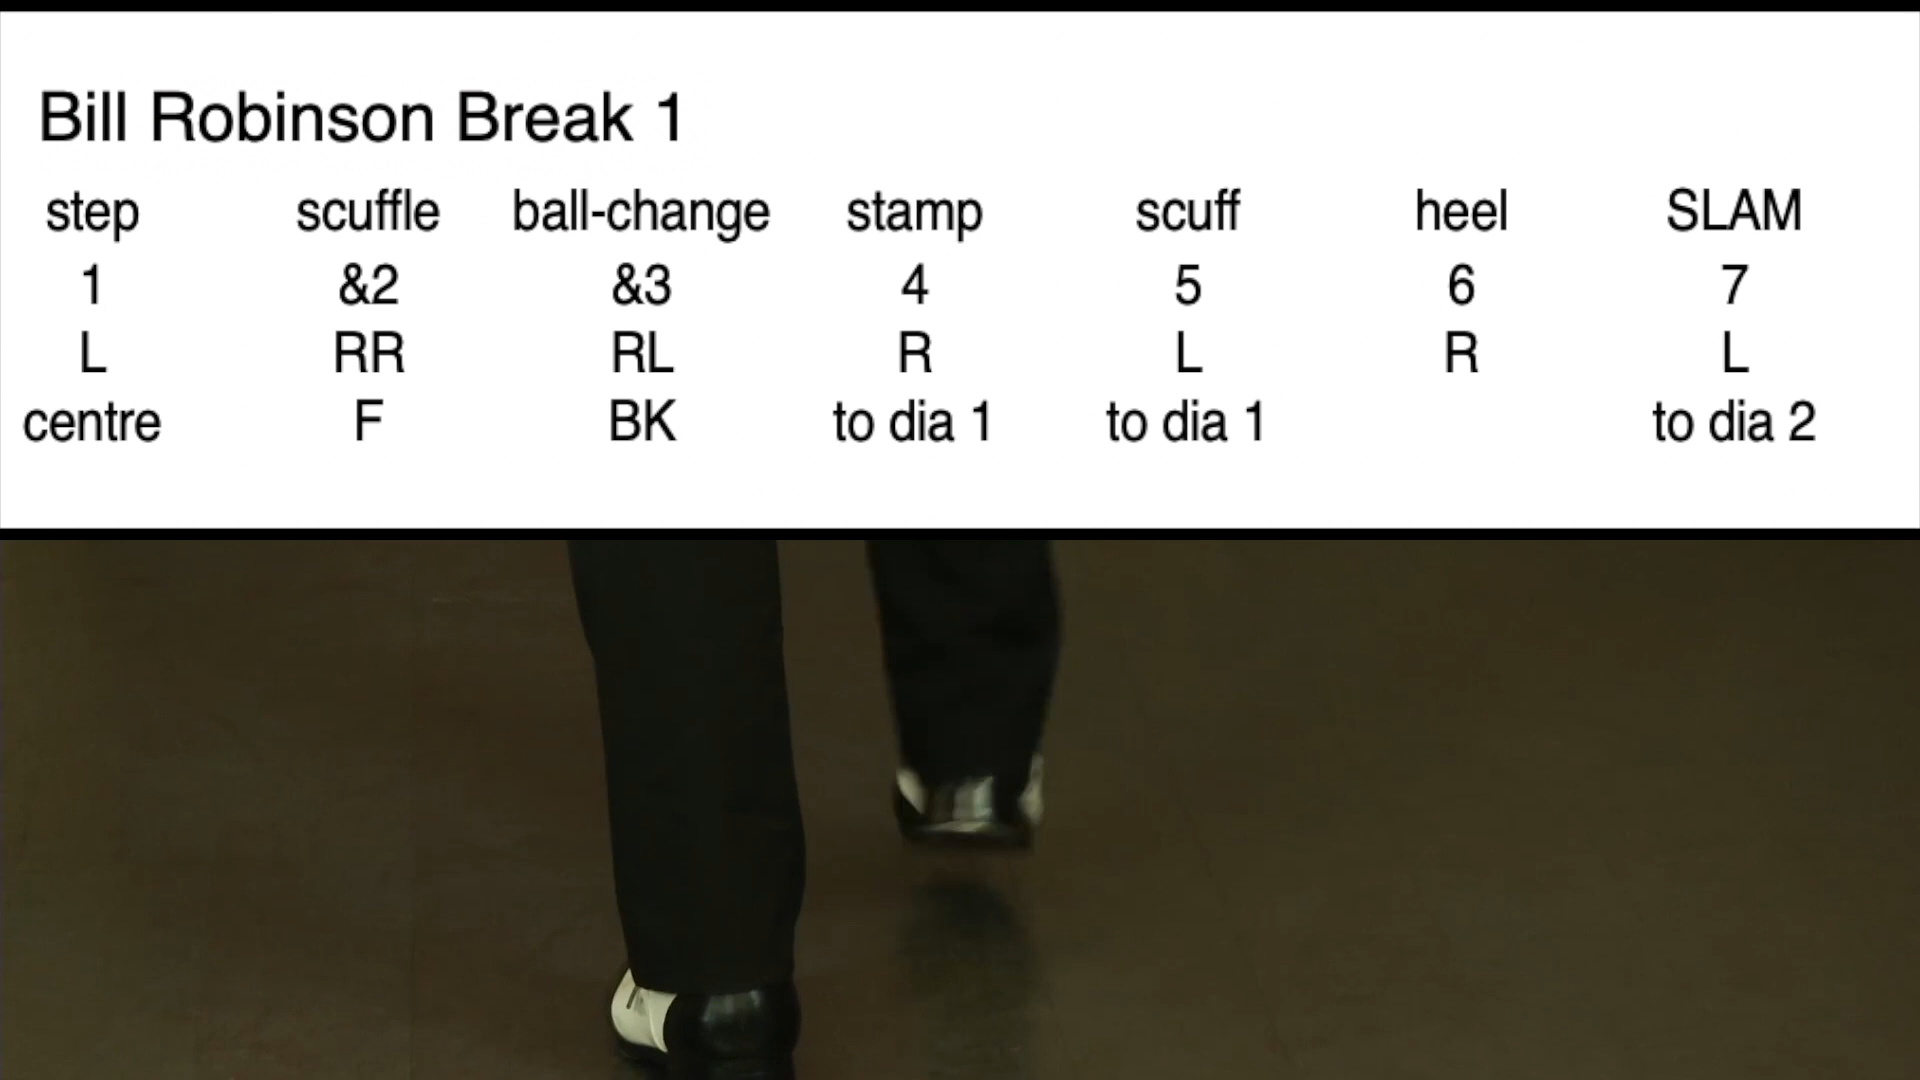 Bill Robinson Break 1
step scuffle ball-change stamp scuff heel SLAM
1 &2 &3 4 5 6 7
L RR RL R L R L
centre F BK to dia 1 to dia 1 to dia 2